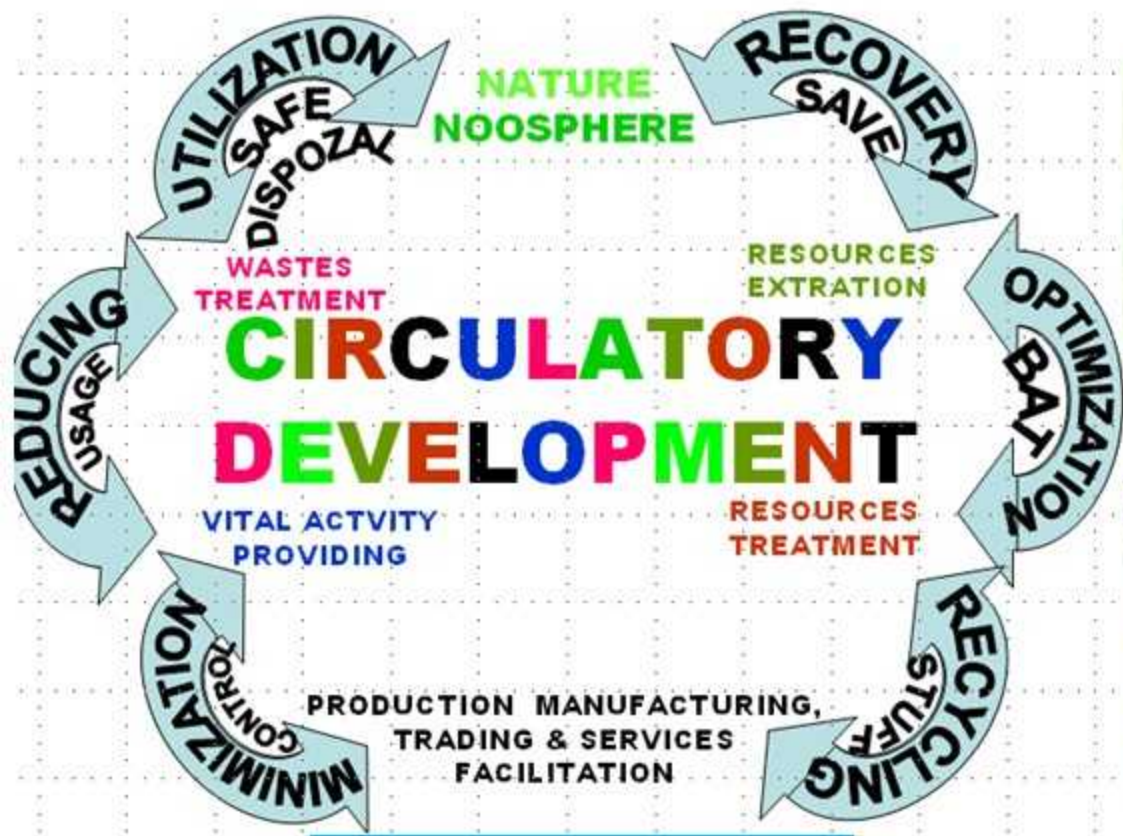 UTILIZATION
SAFE
DISPOZAL
NATURE
NOOSPHERE
RECOVERY
SAVE
WASTES
TREATMENT
RESOURCES
EXTRATION
REDUCING
USAGE
CIRCULATORY
DEVELOPMENT
OPTIMIZATION
BAT
VITAL ACTVITY
PROVIDING
RESOURCES
TREATMENT
MINIMIZATION
CONTROL
PRODUCTION MANUFACTURING,
TRADING & SERVICES
FACILITATION
RECYCLING
STUFF